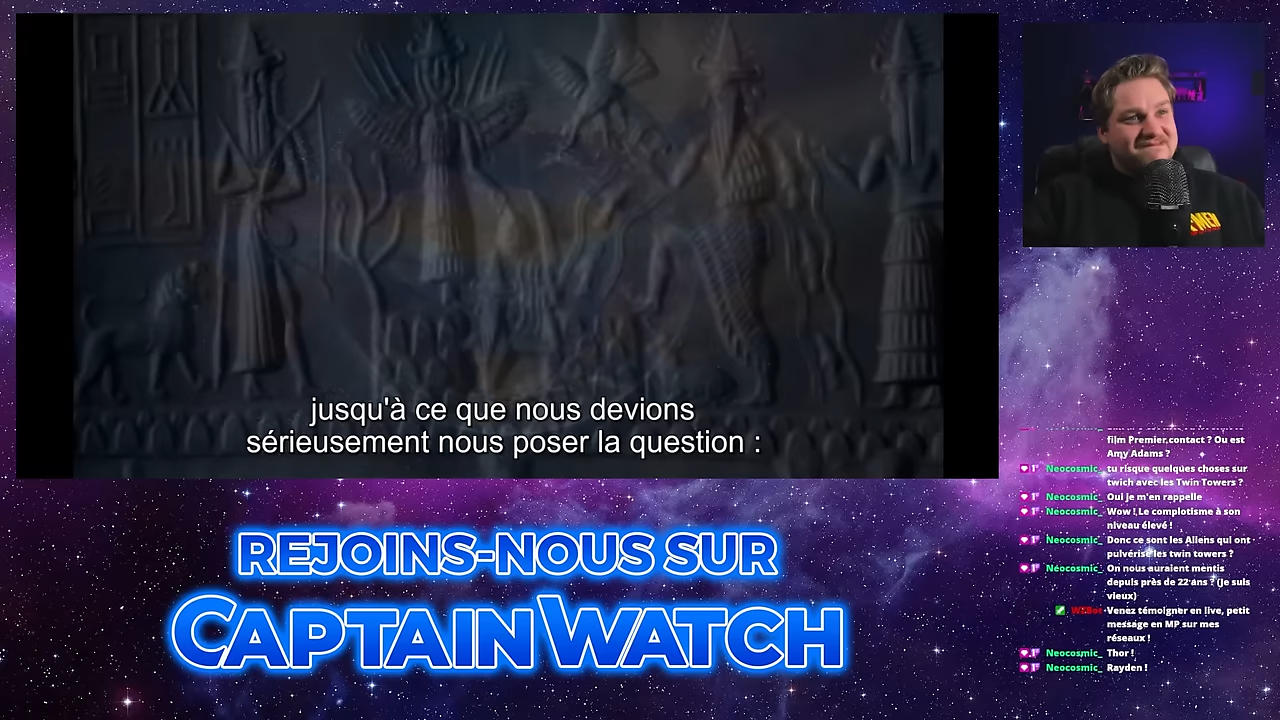 jusqu'à ce que nous devions
sérieusement nous poser la question :
REJOINS-NOUS SUR
CAPTAINWATCH
film Premier contact ? Ou est
Amy Adams ?
Neocosmic_ tu risque quelques choses sur
twich avec les Twin Towers ?
Neocosmic_ Oui je m'en rappelle
Neocosmic_ Wow ! Le complotisme à son
niveau élevé !
Neocosmic_ Donc ce sont les Aliens qui ont
pulvérisé les twin towers ?
Neocosmic_ On nous auraient mentis
depuis près de 22 ans ? (Je suis
vieux)
WZBot Venez témoigner en live, petit
message en MP sur mes
réseaux !
Neocosmic_ Thor !
Neocosmic_ Rayden !